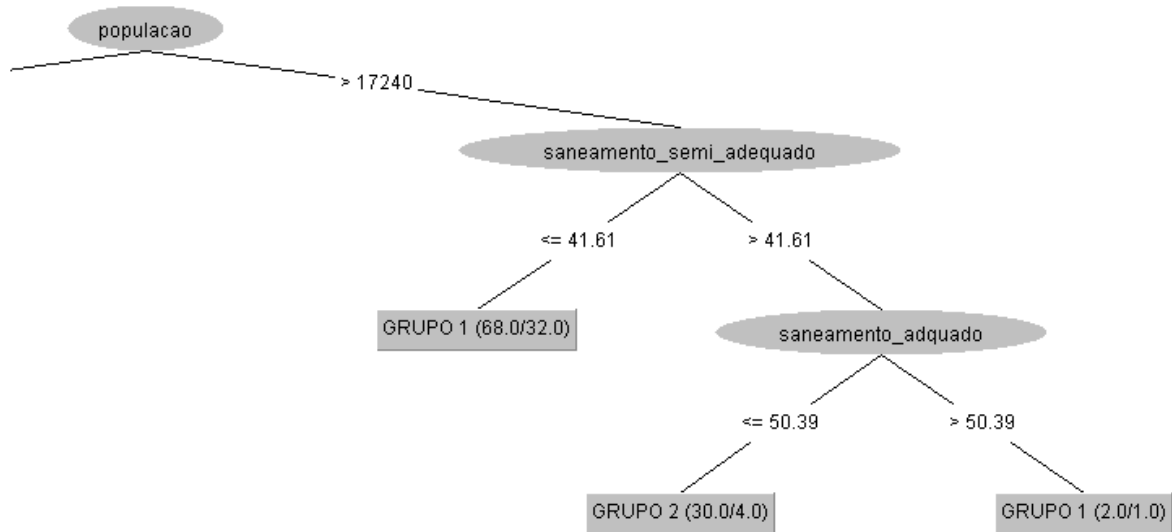 populacao
> 17240
saneamento_semi_adequado
<= 41.61
> 41.61
GRUPO 1 (68.0/32.0)
saneamento_adquado
<= 50.39
> 50.39
GRUPO 2 (30.0/4.0)
GRUPO 1 (2.0/1.0)